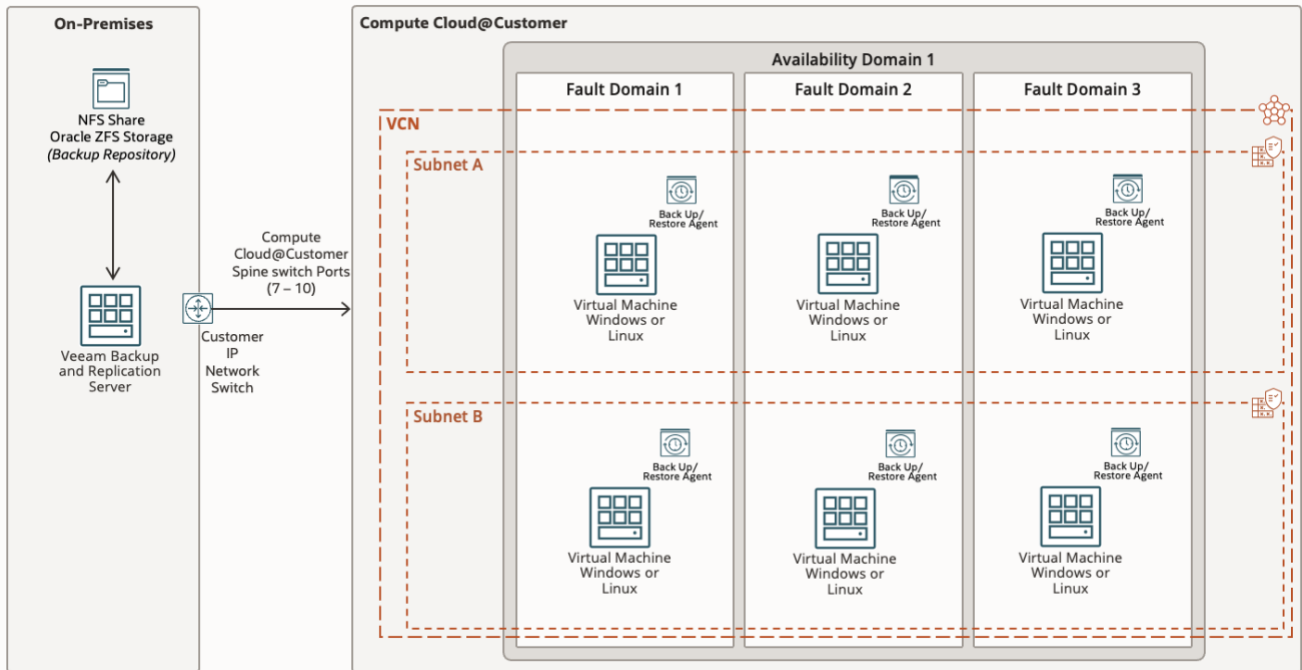 On-Premises
NFS Share
Oracle ZFS Storage
(Backup Repository)
Veeam Backup
and Replication
Server
Customer
IP
Network
Switch
Compute
Cloud@Customer
Spine switch Ports
(7 – 10)
Compute Cloud@Customer
Availability Domain 1
Fault Domain 1
Fault Domain 2
Fault Domain 3
VCN
Subnet A
Back Up/
Restore Agent
Virtual Machine
Windows or
Linux
Back Up/
Restore Agent
Virtual Machine
Windows or
Linux
Back Up/
Restore Agent
Virtual Machine
Windows or
Linux
Subnet B
Back Up/
Restore Agent
Virtual Machine
Windows or
Linux
Back Up/
Restore Agent
Virtual Machine
Windows or
Linux
Back Up/
Restore Agent
Virtual Machine
Windows or
Linux